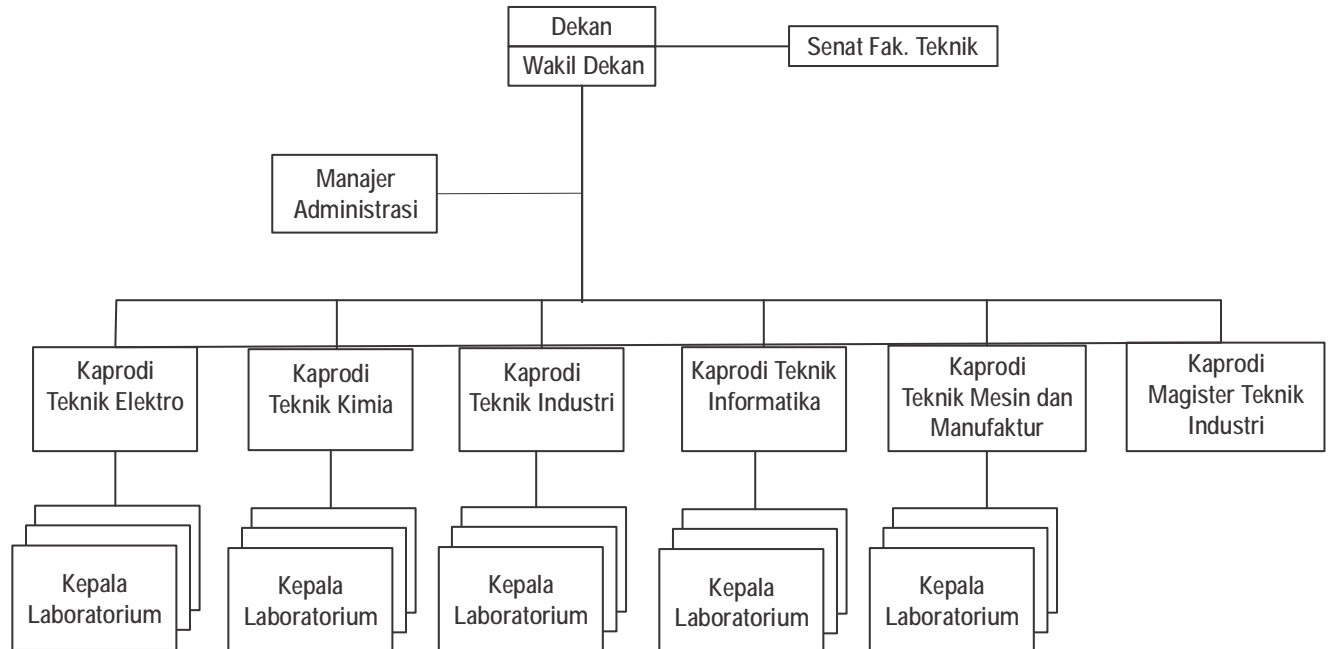 Dekan
Wakil Dekan
Senat Fak. Teknik
Manajer
Administrasi
Kaprodi
Teknik Elektro
Kaprodi
Teknik Kimia
Kaprodi
Teknik Industri
Kaprodi Teknik
Informatika
Kaprodi
Teknik Mesin dan
Manufaktur
Kaprodi
Magister Teknik
Industri
Kepala
Laboratorium
Kepala
Laboratorium
Kepala
Laboratorium
Kepala
Laboratorium
Kepala
Laboratorium